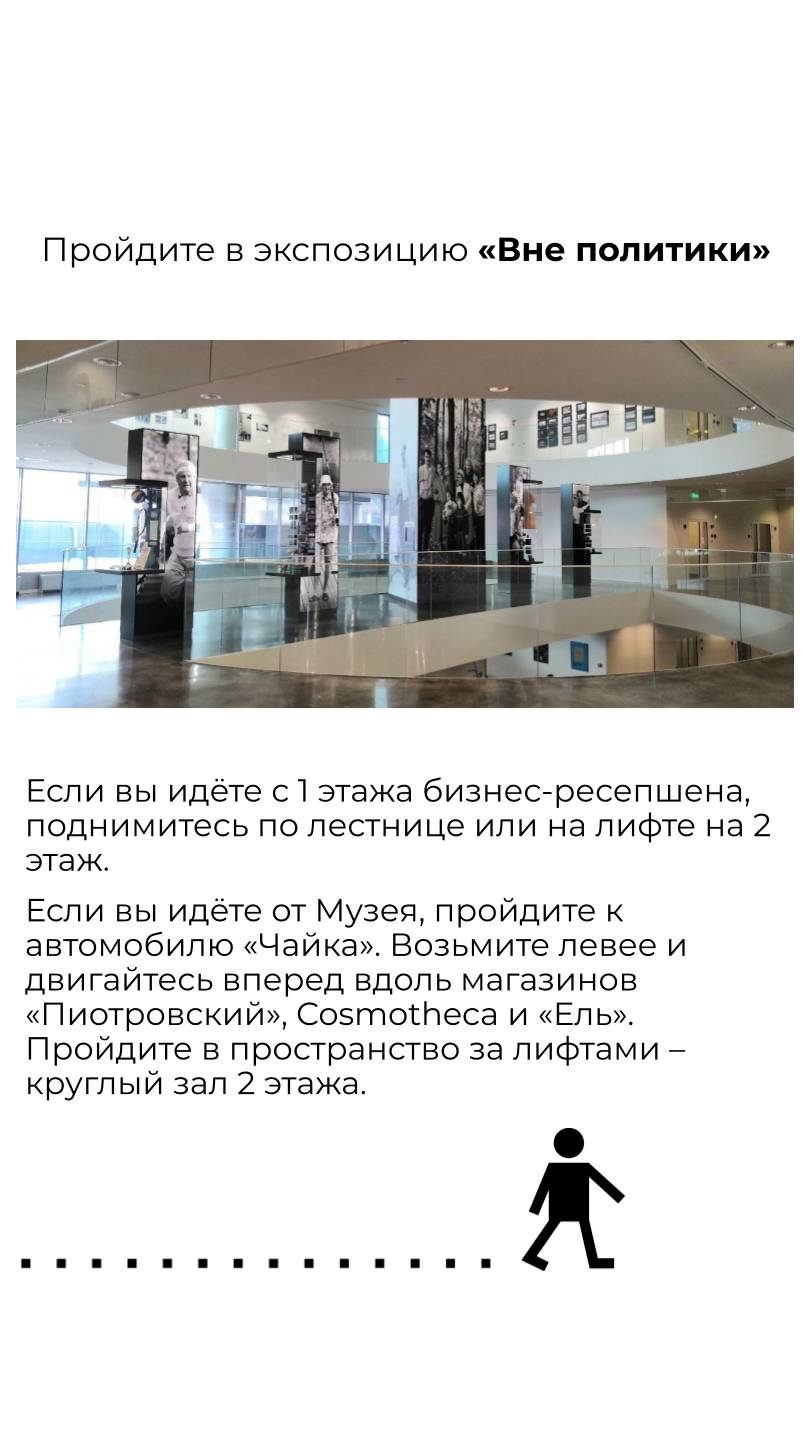 Пройдите в экспозицию «Вне политики»
Если вы идёте с 1 этажа бизнес-ресепшена,
поднимитесь по лестнице или на лифте на 2
этаж.
Если вы идёте от Музея, пройдите к
автомобилю «Чайка». Возьмите левее и
двигайтесь вперед вдоль магазинов
«Пиотровский», Cosmotheca и «Ель».
Пройдите в пространство за лифтами –
круглый зал 2 этажа.